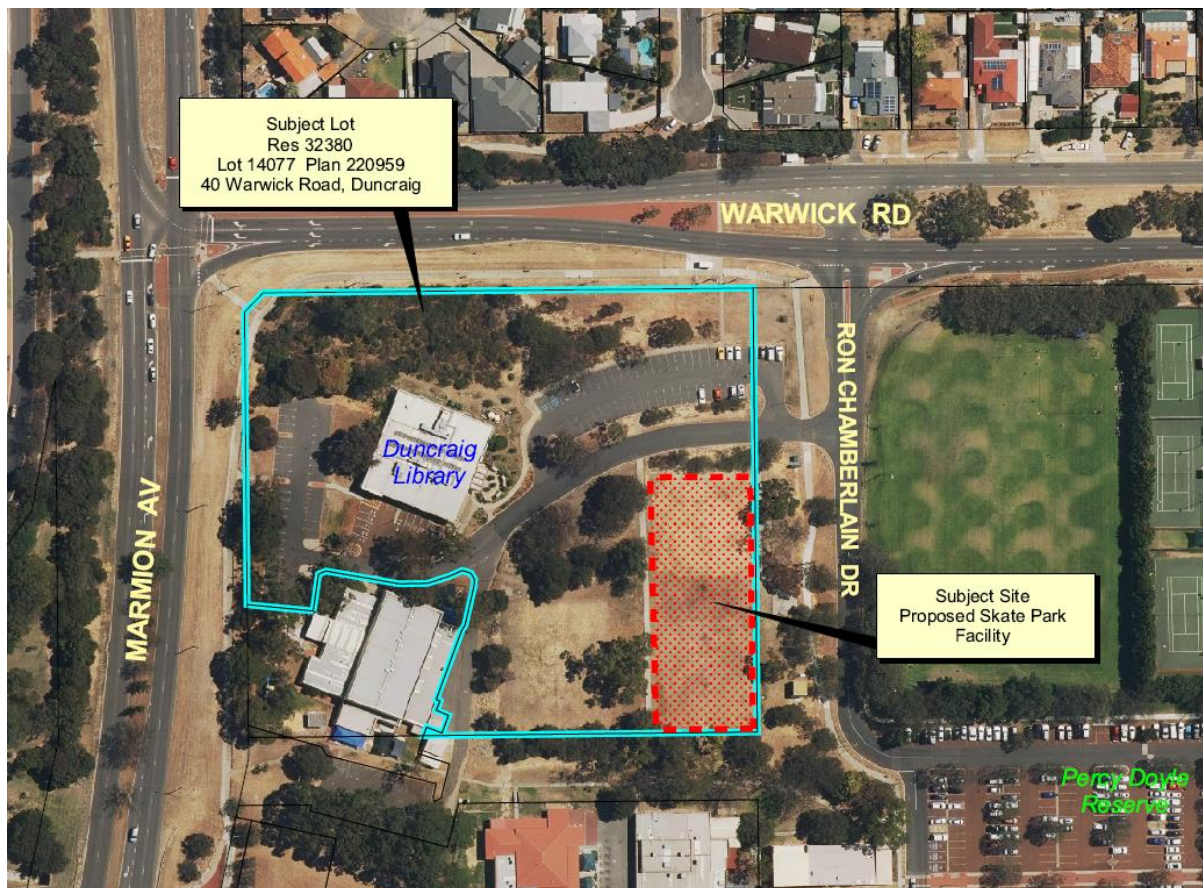 Subject Lot
Res 32380
Lot 14077 Plan 220959
40 Warwick Road, Duncraig
WARWICK RD
RON CHAMBERLAIN DR
Duncraig
Library
MARMION AV
Subject Site
Proposed Skate Park
Facility
Percy Doyle
Reserve